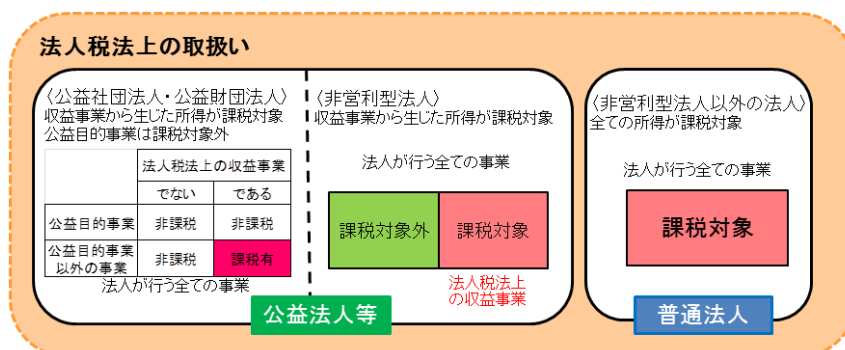 法人税法上の取扱い
〈公益社団法人・公益財団法人〉
収益事業から生じた所得が課税対象
公益目的事業は課税対象外
法人税法上の収益事業
でない
である
公益目的事業
非課税
非課税
公益目的事業
以外の事業
非課税
課税有
法人が行う全ての事業
〈非営利型法人〉
収益事業から生じた所得が課税対象
法人が行う全ての事業
課税対象外
課税対象
法人税法上
の収益事業
公益法人等
〈非営利型法人以外の法人〉
全ての所得が課税対象
法人が行う全ての事業
課税対象
普通法人